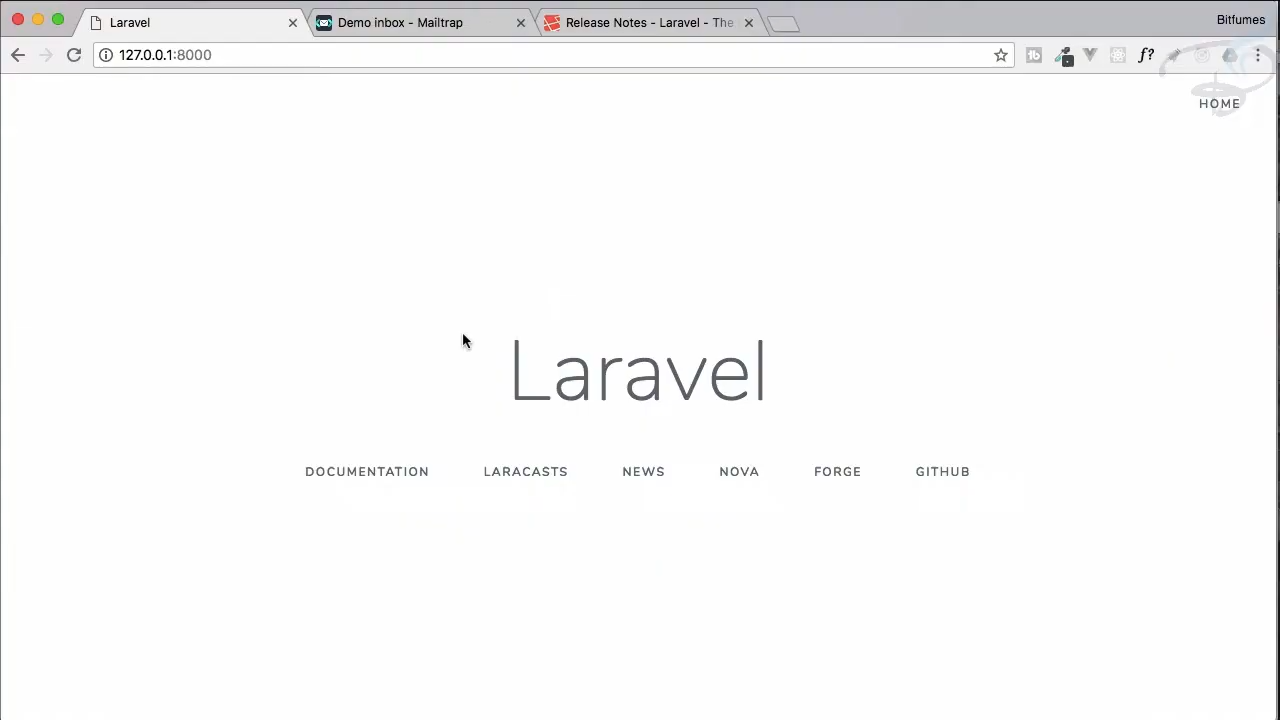 Laravel
Demo inbox - Mailtrap
Release Notes - Laravel - The
Bitfumes
127.0.0.1:8000
f?
HOME
Laravel
DOCUMENTATION LARACASTS NEWS NOVA FORGE GITHUB